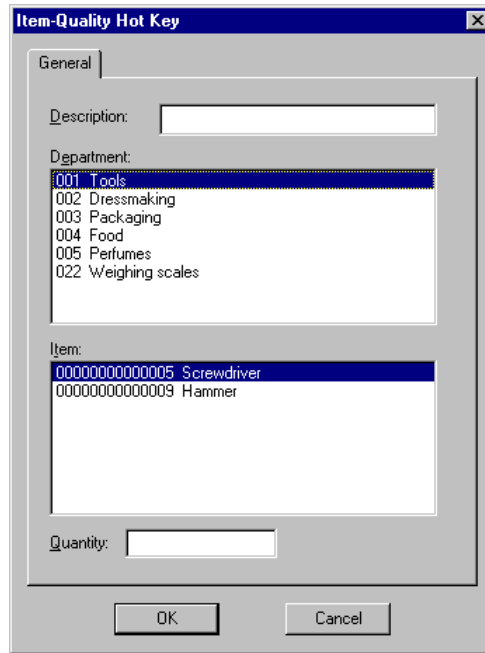 Item-Quality Hot Key
General
Description:
Department:
001 Tools
002 Dressmaking
003 Packaging
004 Food
005 Perfumes
022 Weighing scales
Item:
00000000000005 Screwdriver
00000000000009 Hammer
Quantity:
OK
Cancel